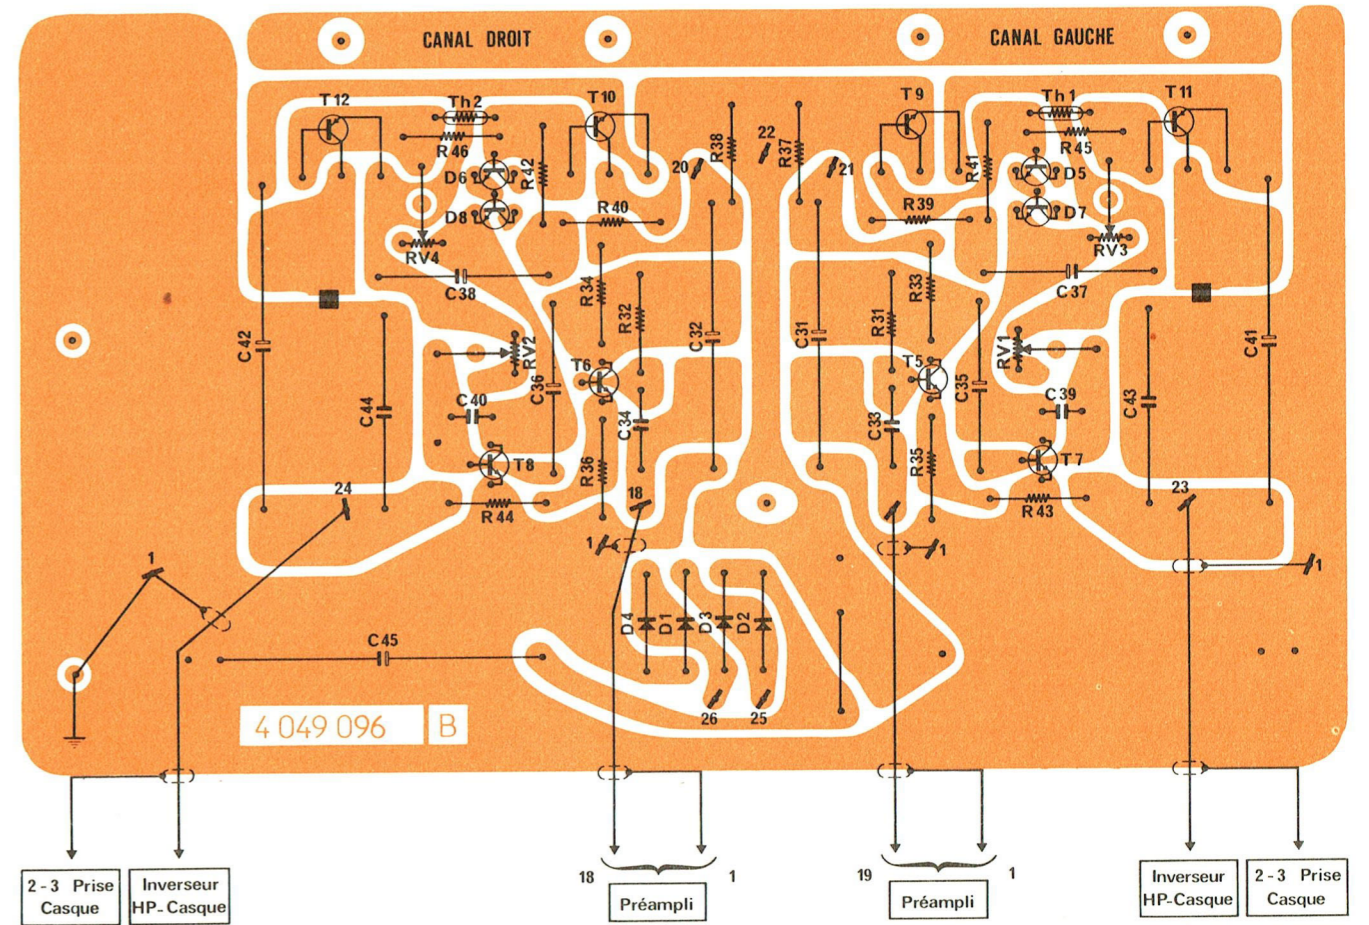 CANAL DROIT
CANAL GAUCHE
T12
Th2
T10
T9
Th1
T11
R46
R42
R38
22
R37
R41
R45
20
21
D6
D5
D8
D7
R40
R39
RV4
RV3
C38
R34
R33
C37
R32
R31
C42
RV2
C32
C31
RV1
C41
T6
T5
C36
C35
C44
C40
C34
C33
C39
C43
T8
R36
R35
T7
24
18
23
R44
R43
1
1
1
1
D4
D1
D3
D2
C45
26
25
4 049 096
B
2-3 Prise
Casque
Inverseur
HP-Casque
18
1
Préampli
19
1
Préampli
Inverseur
HP-Casque
2-3 Prise
Casque